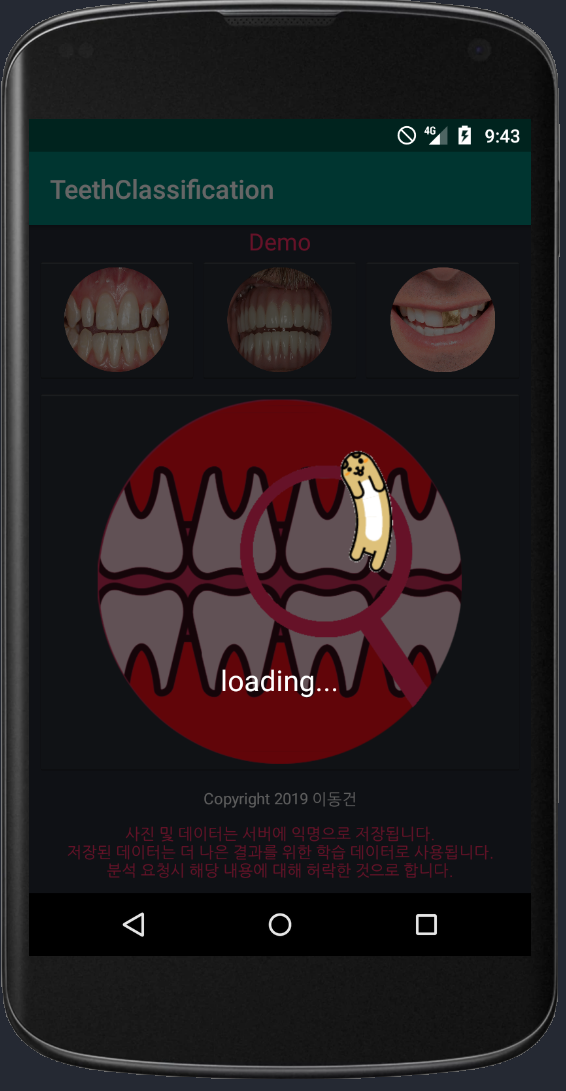 4G 9:43
TeethClassification
Demo
loading...
Copyright 2019 이동건
사진 및 데이터는 서버에 익명으로 저장됩니다.
저장된 데이터는 더 나은 결과를 위한 학습 데이터로 사용됩니다.
분석 요청시 해당 내용에 대해 허락한 것으로 합니다.